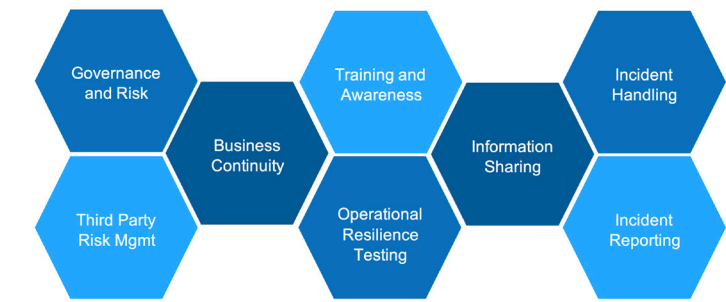 Governance
and Risk
Third Party
Risk Mgmt
Business
Continuity
Training and
Awareness
Operational
Resilience
Testing
Information
Sharing
Incident
Handling
Incident
Reporting